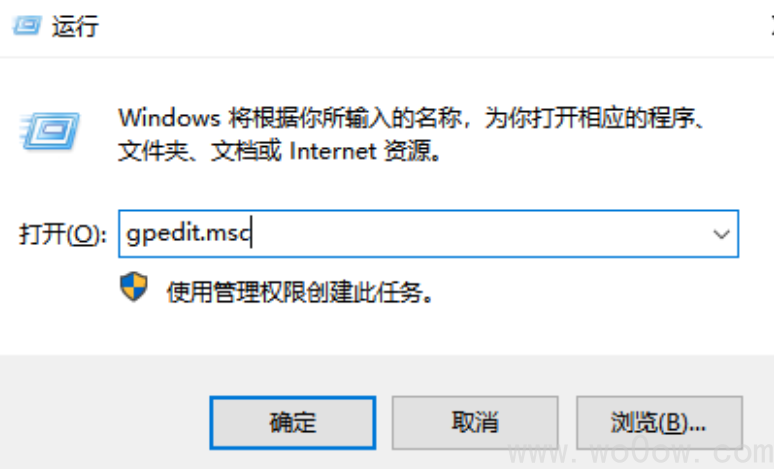 运行
Windows 将根据你所输入的名称，为你打开相应的程序、
文件夹、文档或 Internet 资源。
打开(O): gpedit.msc
使用管理权限创建此任务。
确定 取消 浏览(B)...
www.wo0ow.com